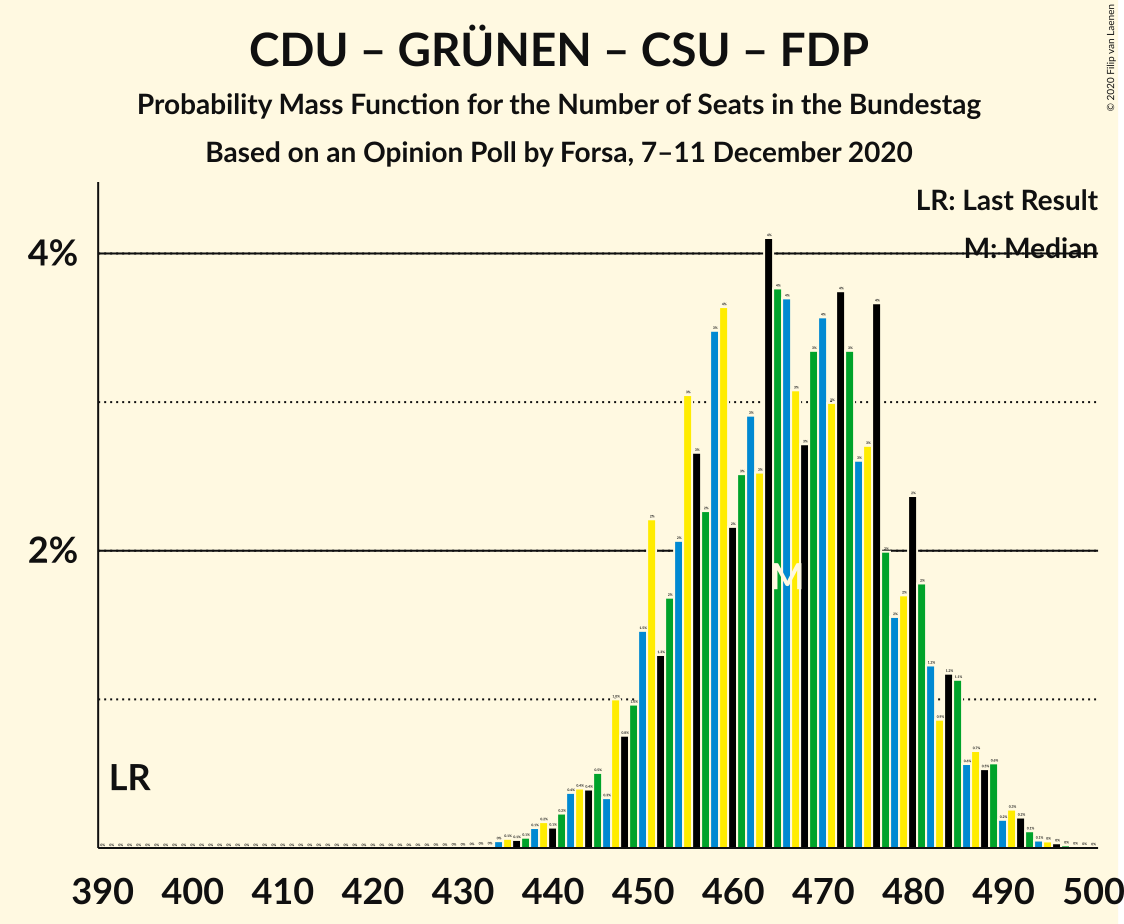 CDU – GRÜNEN – CSU – FDP
Probability Mass Function for the Number of Seats in the Bundestag
Based on an Opinion Poll by Forsa, 7–11 December 2020
© 2020 Filip van Laenen
LR: Last Result
M: Median
4%
2%
LR
M
390 400 410 420 430 440 450 460 470 480 490 500